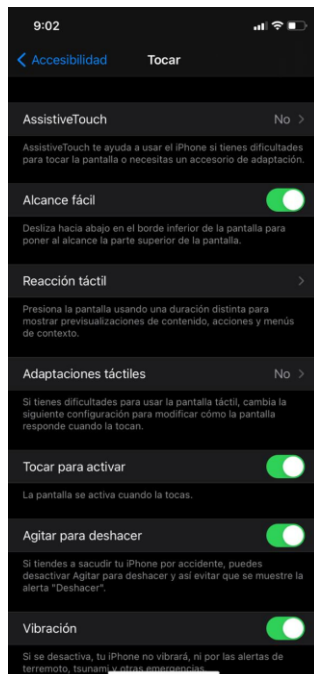 9:02
Accesibilidad Tocar
AssistiveTouch No
AssistiveTouch te ayuda a usar el iPhone si tienes dificultades
para tocar la pantalla o necesitas un accesorio de adaptación.
Alcance fácil
Desliza hacia abajo en el borde inferior de la pantalla para
poner al alcance la parte superior de la pantalla.
Reacción táctil
Presiona la pantalla usando una duración distinta para
mostrar previsualizaciones de contenido, acciones y menús
de contexto.
Adaptaciones táctiles No
Si tienes dificultades para usar la pantalla táctil, cambia la
siguiente configuración para modificar cómo la pantalla
responde cuando la tocan.
Tocar para activar
La pantalla se activa cuando la tocas.
Agitar para deshacer
Si tiendes a sacudir tu iPhone por accidente, puedes
desactivar Agitar para deshacer y así evitar que se muestre la
alerta "Deshacer".
Vibración
Si se desactiva, tu iPhone no vibrará, ni por las alertas de
terremoto, tsunami y otras emergencias.